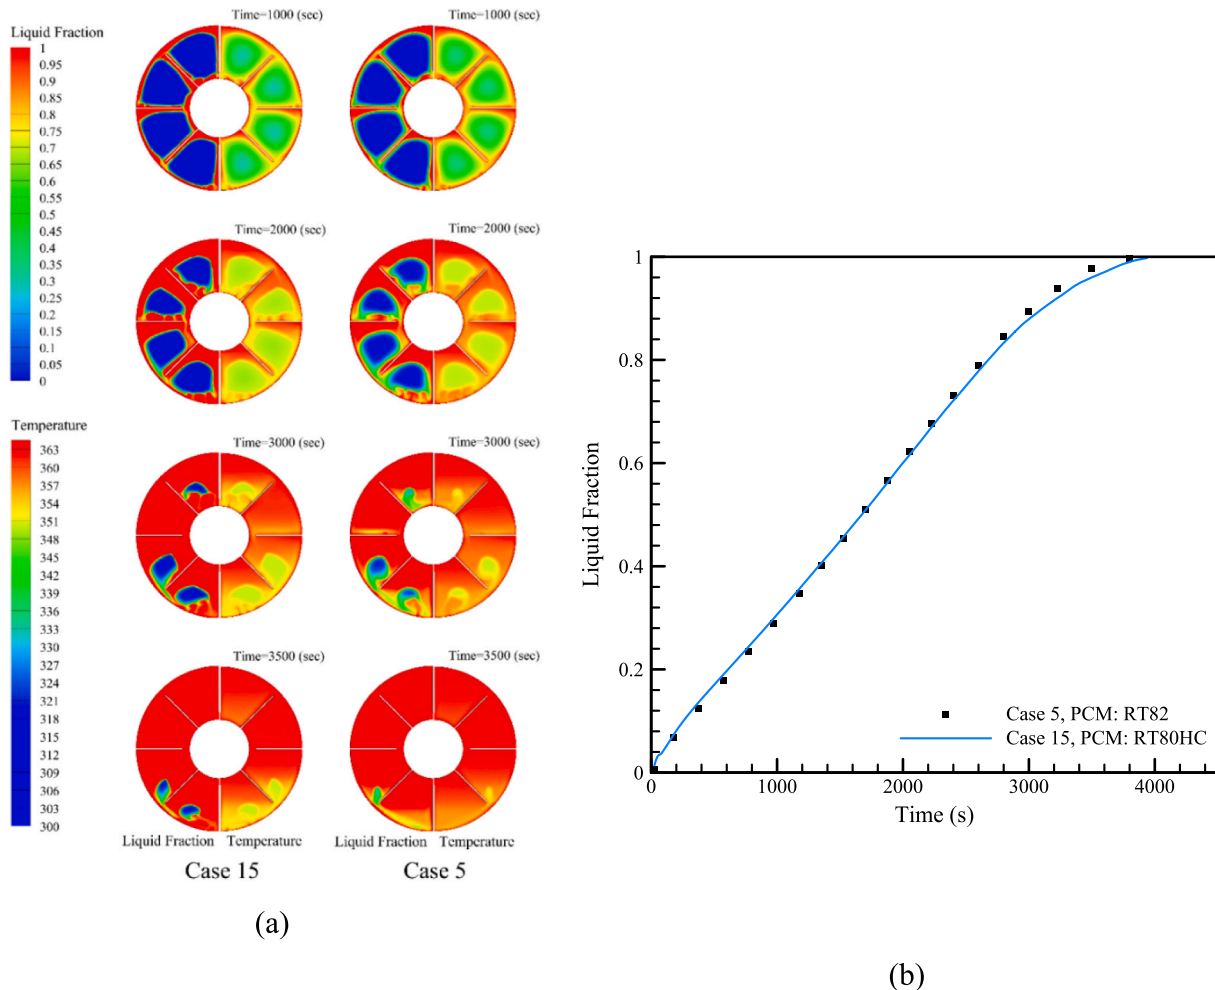 Liquid Fraction
1
0.95
0.9
0.85
0.8
0.75
0.7
0.65
0.6
0.55
0.5
0.45
0.4
0.35
0.3
0.25
0.2
0.15
0.1
0.05
0
Temperature
363
360
357
354
351
348
345
342
339
336
333
330
327
324
321
318
315
312
309
306
303
300
Time=1000 (sec)
Time=1000 (sec)
Time=2000 (sec)
Time=2000 (sec)
Time=3000 (sec)
Time=3000 (sec)
Time=3500 (sec)
Time=3500 (sec)
Liquid Fraction Temperature
Liquid Fraction Temperature
Case 15
Case 5
(a)
1
0.8
0.6
0.4
0.2
0
Liquid Fraction
Case 5, PCM: RT82
Case 15, PCM: RT80HC
0 1000 2000 3000 4000
Time (s)
(b)